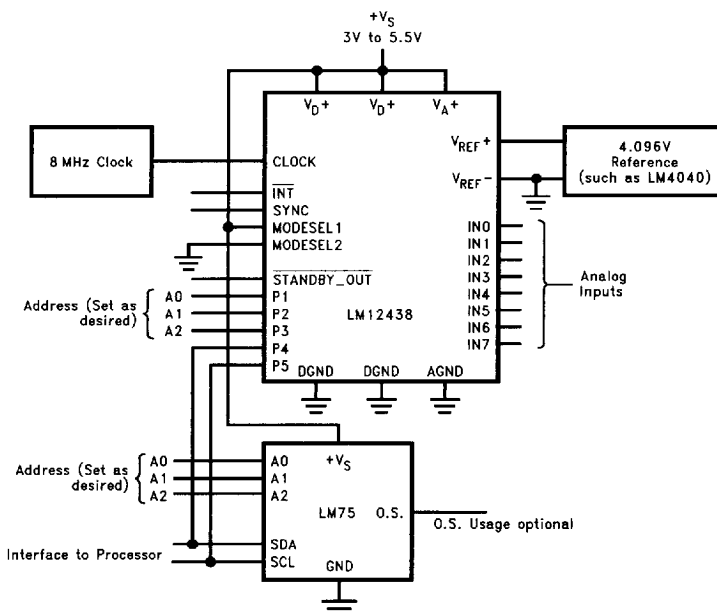 +VS
3V to 5.5V
VD+ VD+ VA+
8 MHz Clock
CLOCK
VREF+
VREF-
4.096V
Reference
(such as LM4040)
INT
SYNC
MODESEL1
MODESEL2
STANDBY_OUT
Address (Set as
desired)
A0
A1
A2
P1
P2
P3
P4
P5
LM12438
IN0
IN1
IN2
IN3
IN4
IN5
IN6
IN7
Analog
Inputs
DGND DGND AGND
Address (Set as
desired)
A0
A1
A2
A0
A1
A2
+VS
LM75
O.S.
O.S. Usage optional
Interface to Processor
SDA
SCL
GND